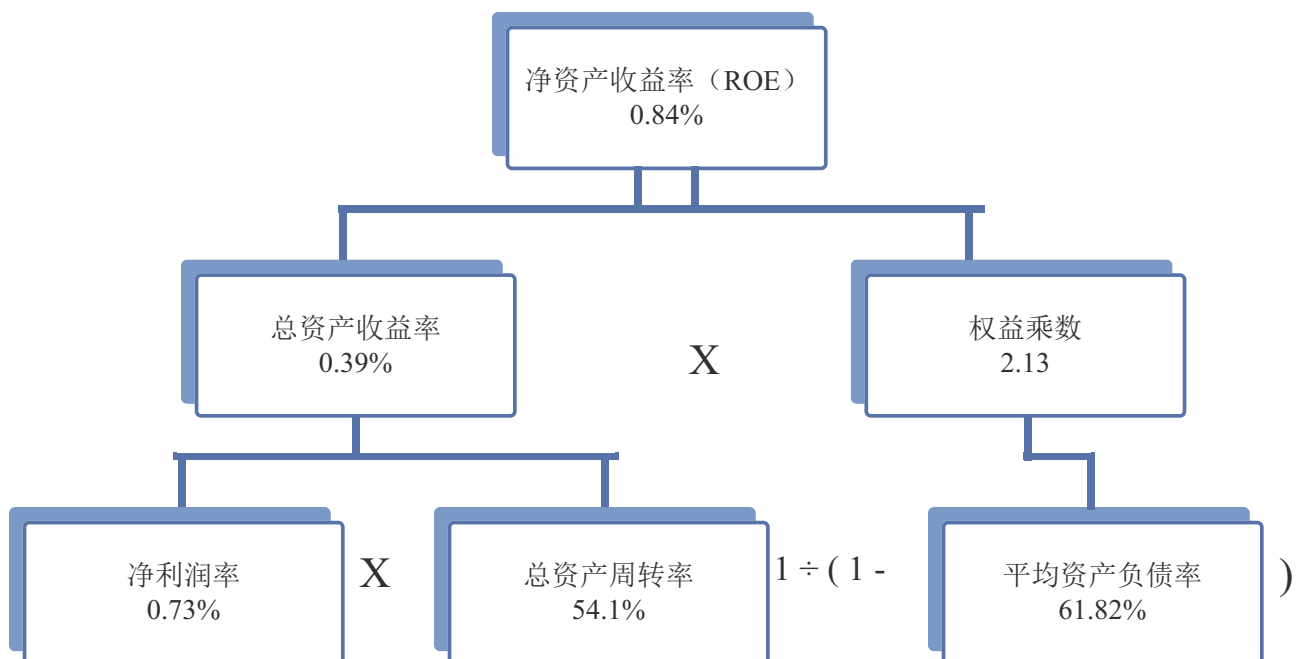 净资产收益率（ROE）
0.84%
总资产收益率
0.39%
X
权益乘数
2.13
净利润率
0.73%
X
总资产周转率
54.1%
1 ÷ ( 1 -
平均资产负债率
61.82%
)